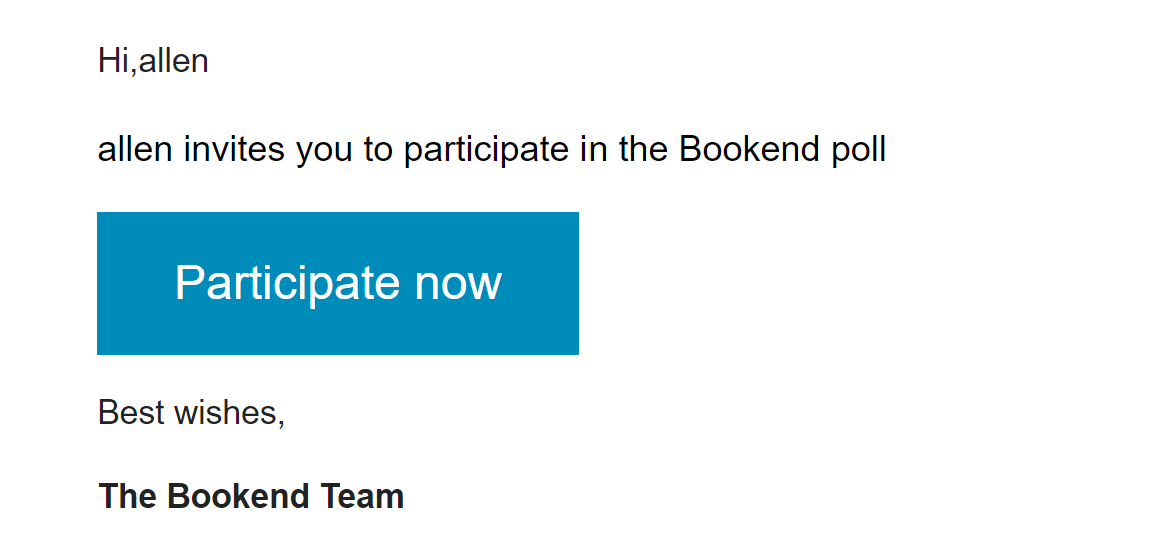 Hi,allen
allen invites you to participate in the Bookend poll
Participate now
Best wishes,
The Bookend Team